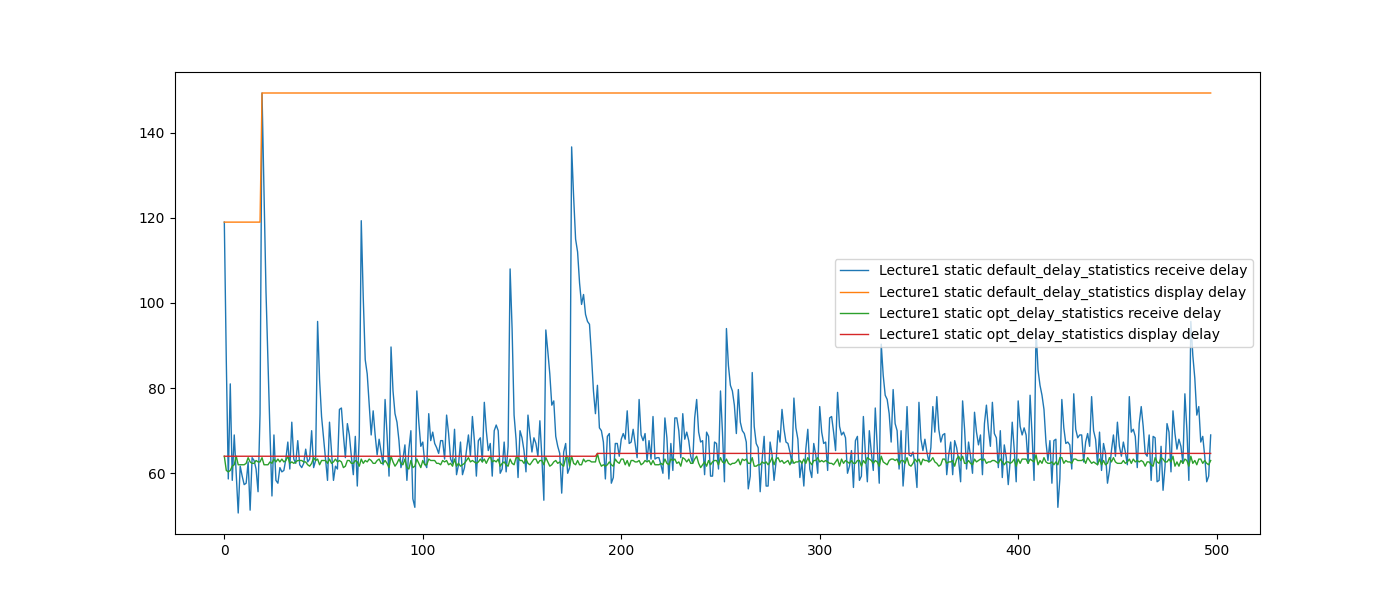 140
120
100
80
60
Lecture1 static default_delay_statistics receive delay
Lecture1 static default_delay_statistics display delay
Lecture1 static opt_delay_statistics receive delay
Lecture1 static opt_delay_statistics display delay
0 100 200 300 400 500